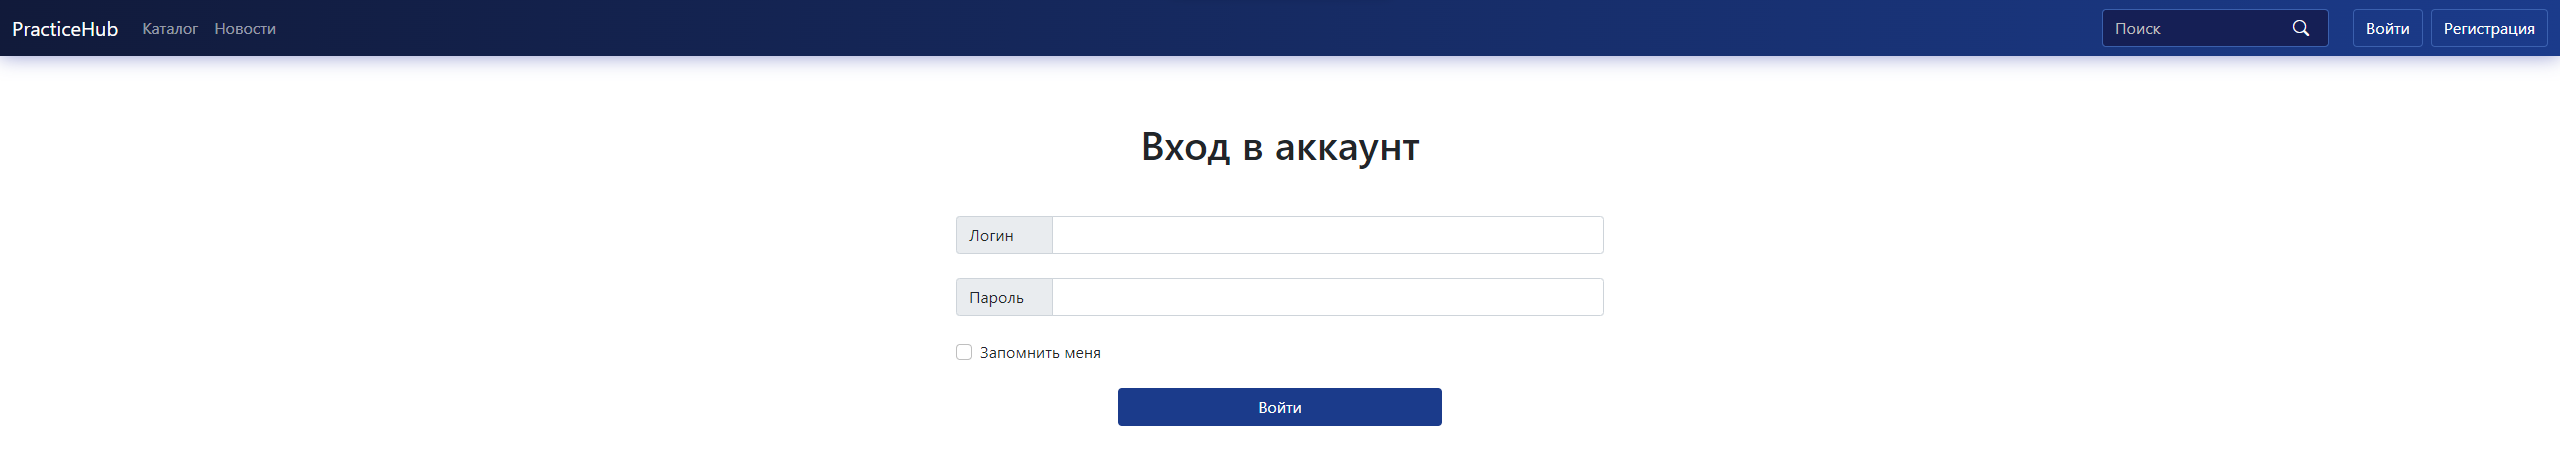 PracticeHub Каталог Новости Поиск Войти Регистрация
Вход в аккаунт
Логин
Пароль
Запомнить меня
Войти